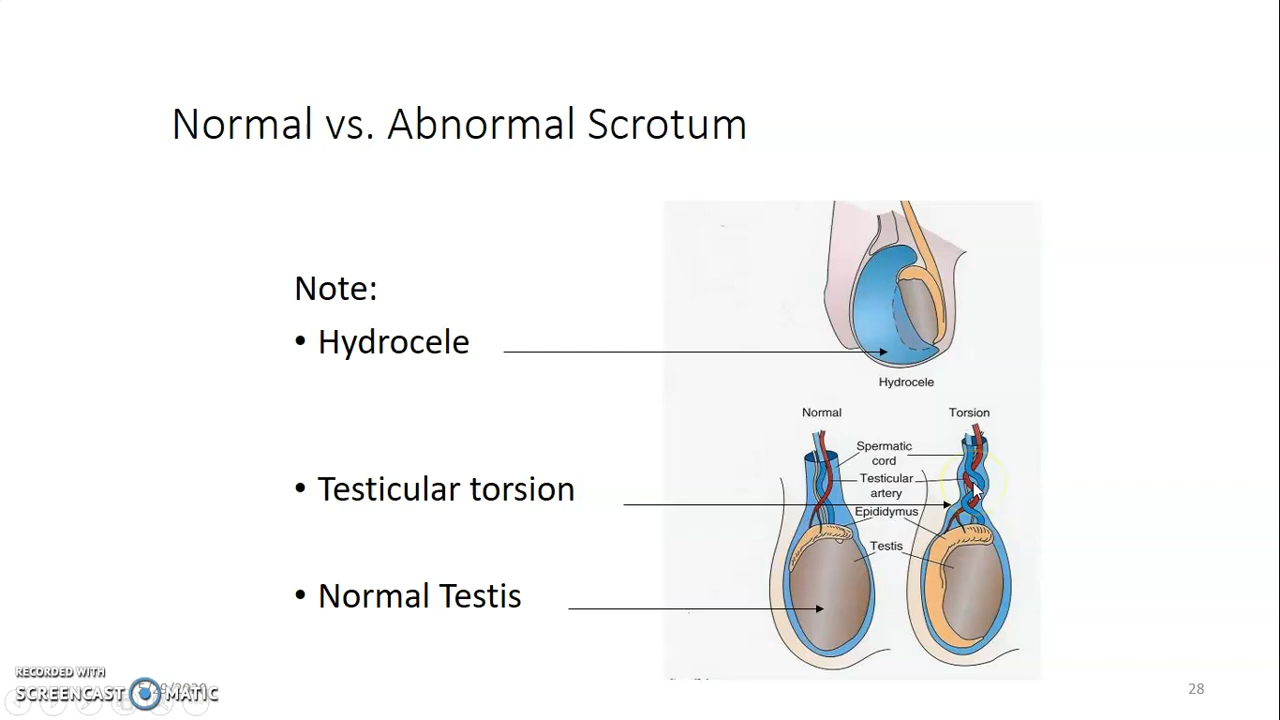 Normal vs. Abnormal Scrotum
Note:
• Hydrocele
• Testicular torsion
• Normal Testis
Hydrocele
Normal
Torsion
Spermatic
cord
Testicular
artery
Epididymus
Testis
RECORDED WITH
SCREENCAST MATIC
28